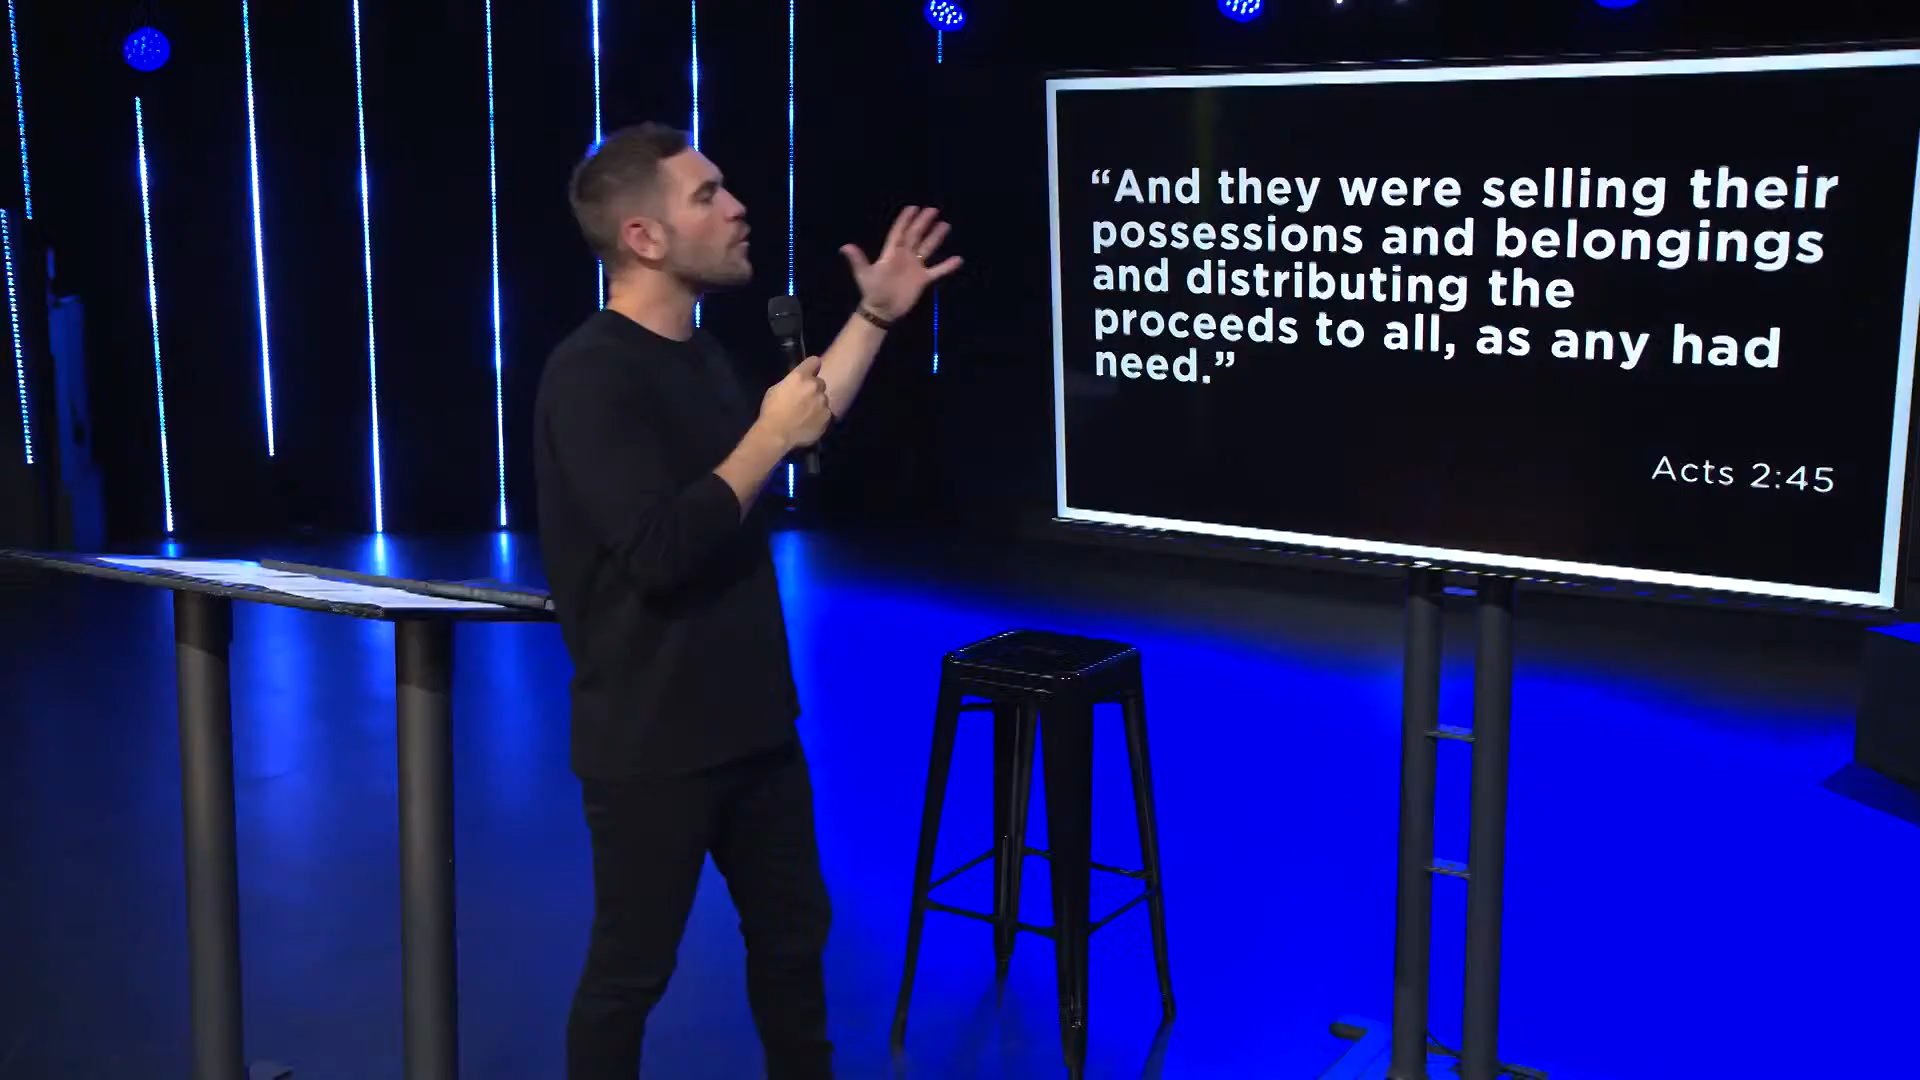 “And they were selling their
possessions and belongings
and distributing the
proceeds to all, as any had
need.”
Acts 2:45